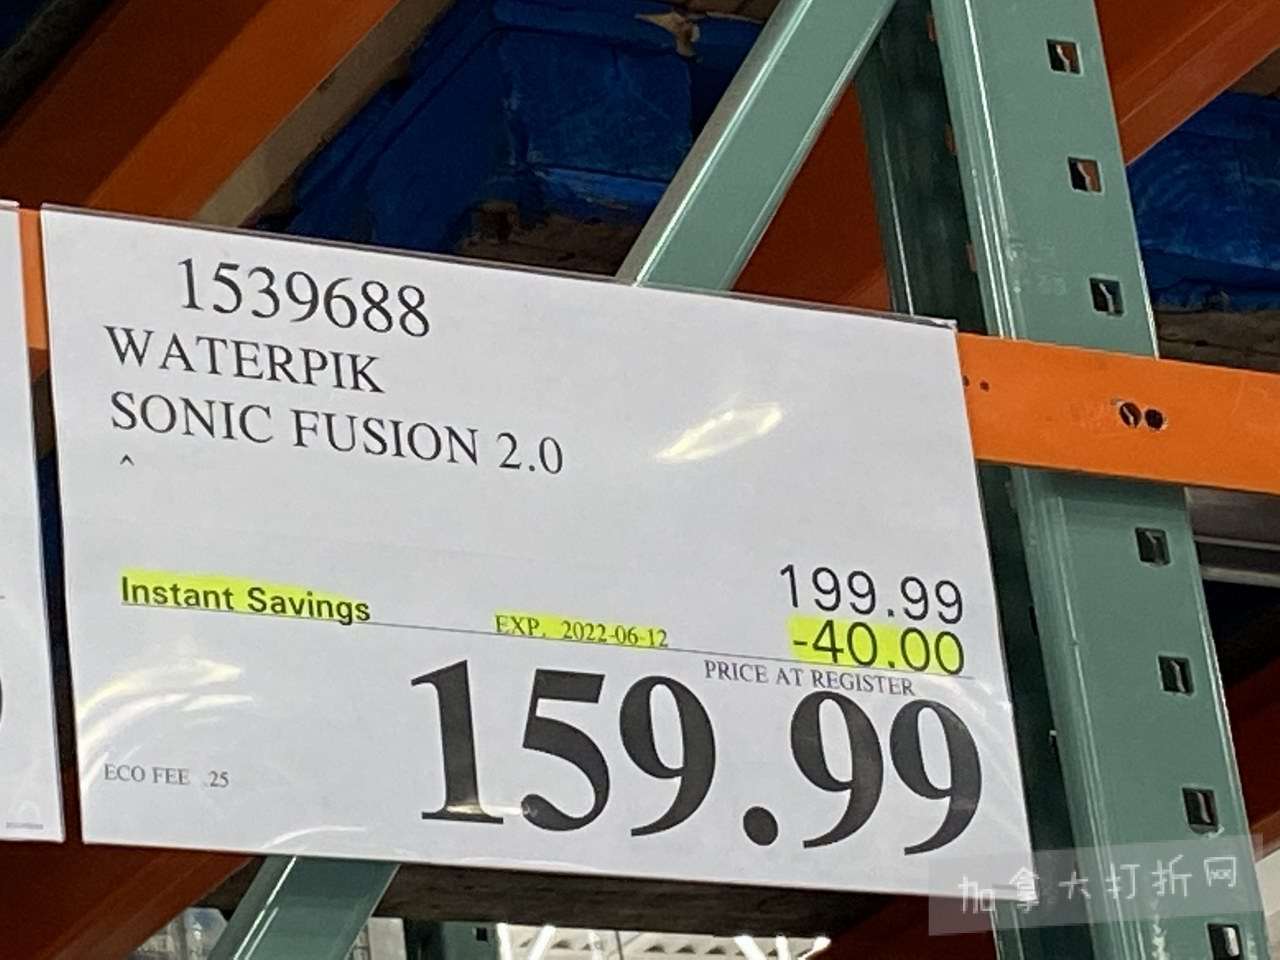 1539688
WATERPIK
SONIC FUSION 2.0
^
199.99
Instant Savings EXP. 2022-06-12 -40.00
PRICE AT REGISTER
159.99
ECO FEE .25
加拿大打折网